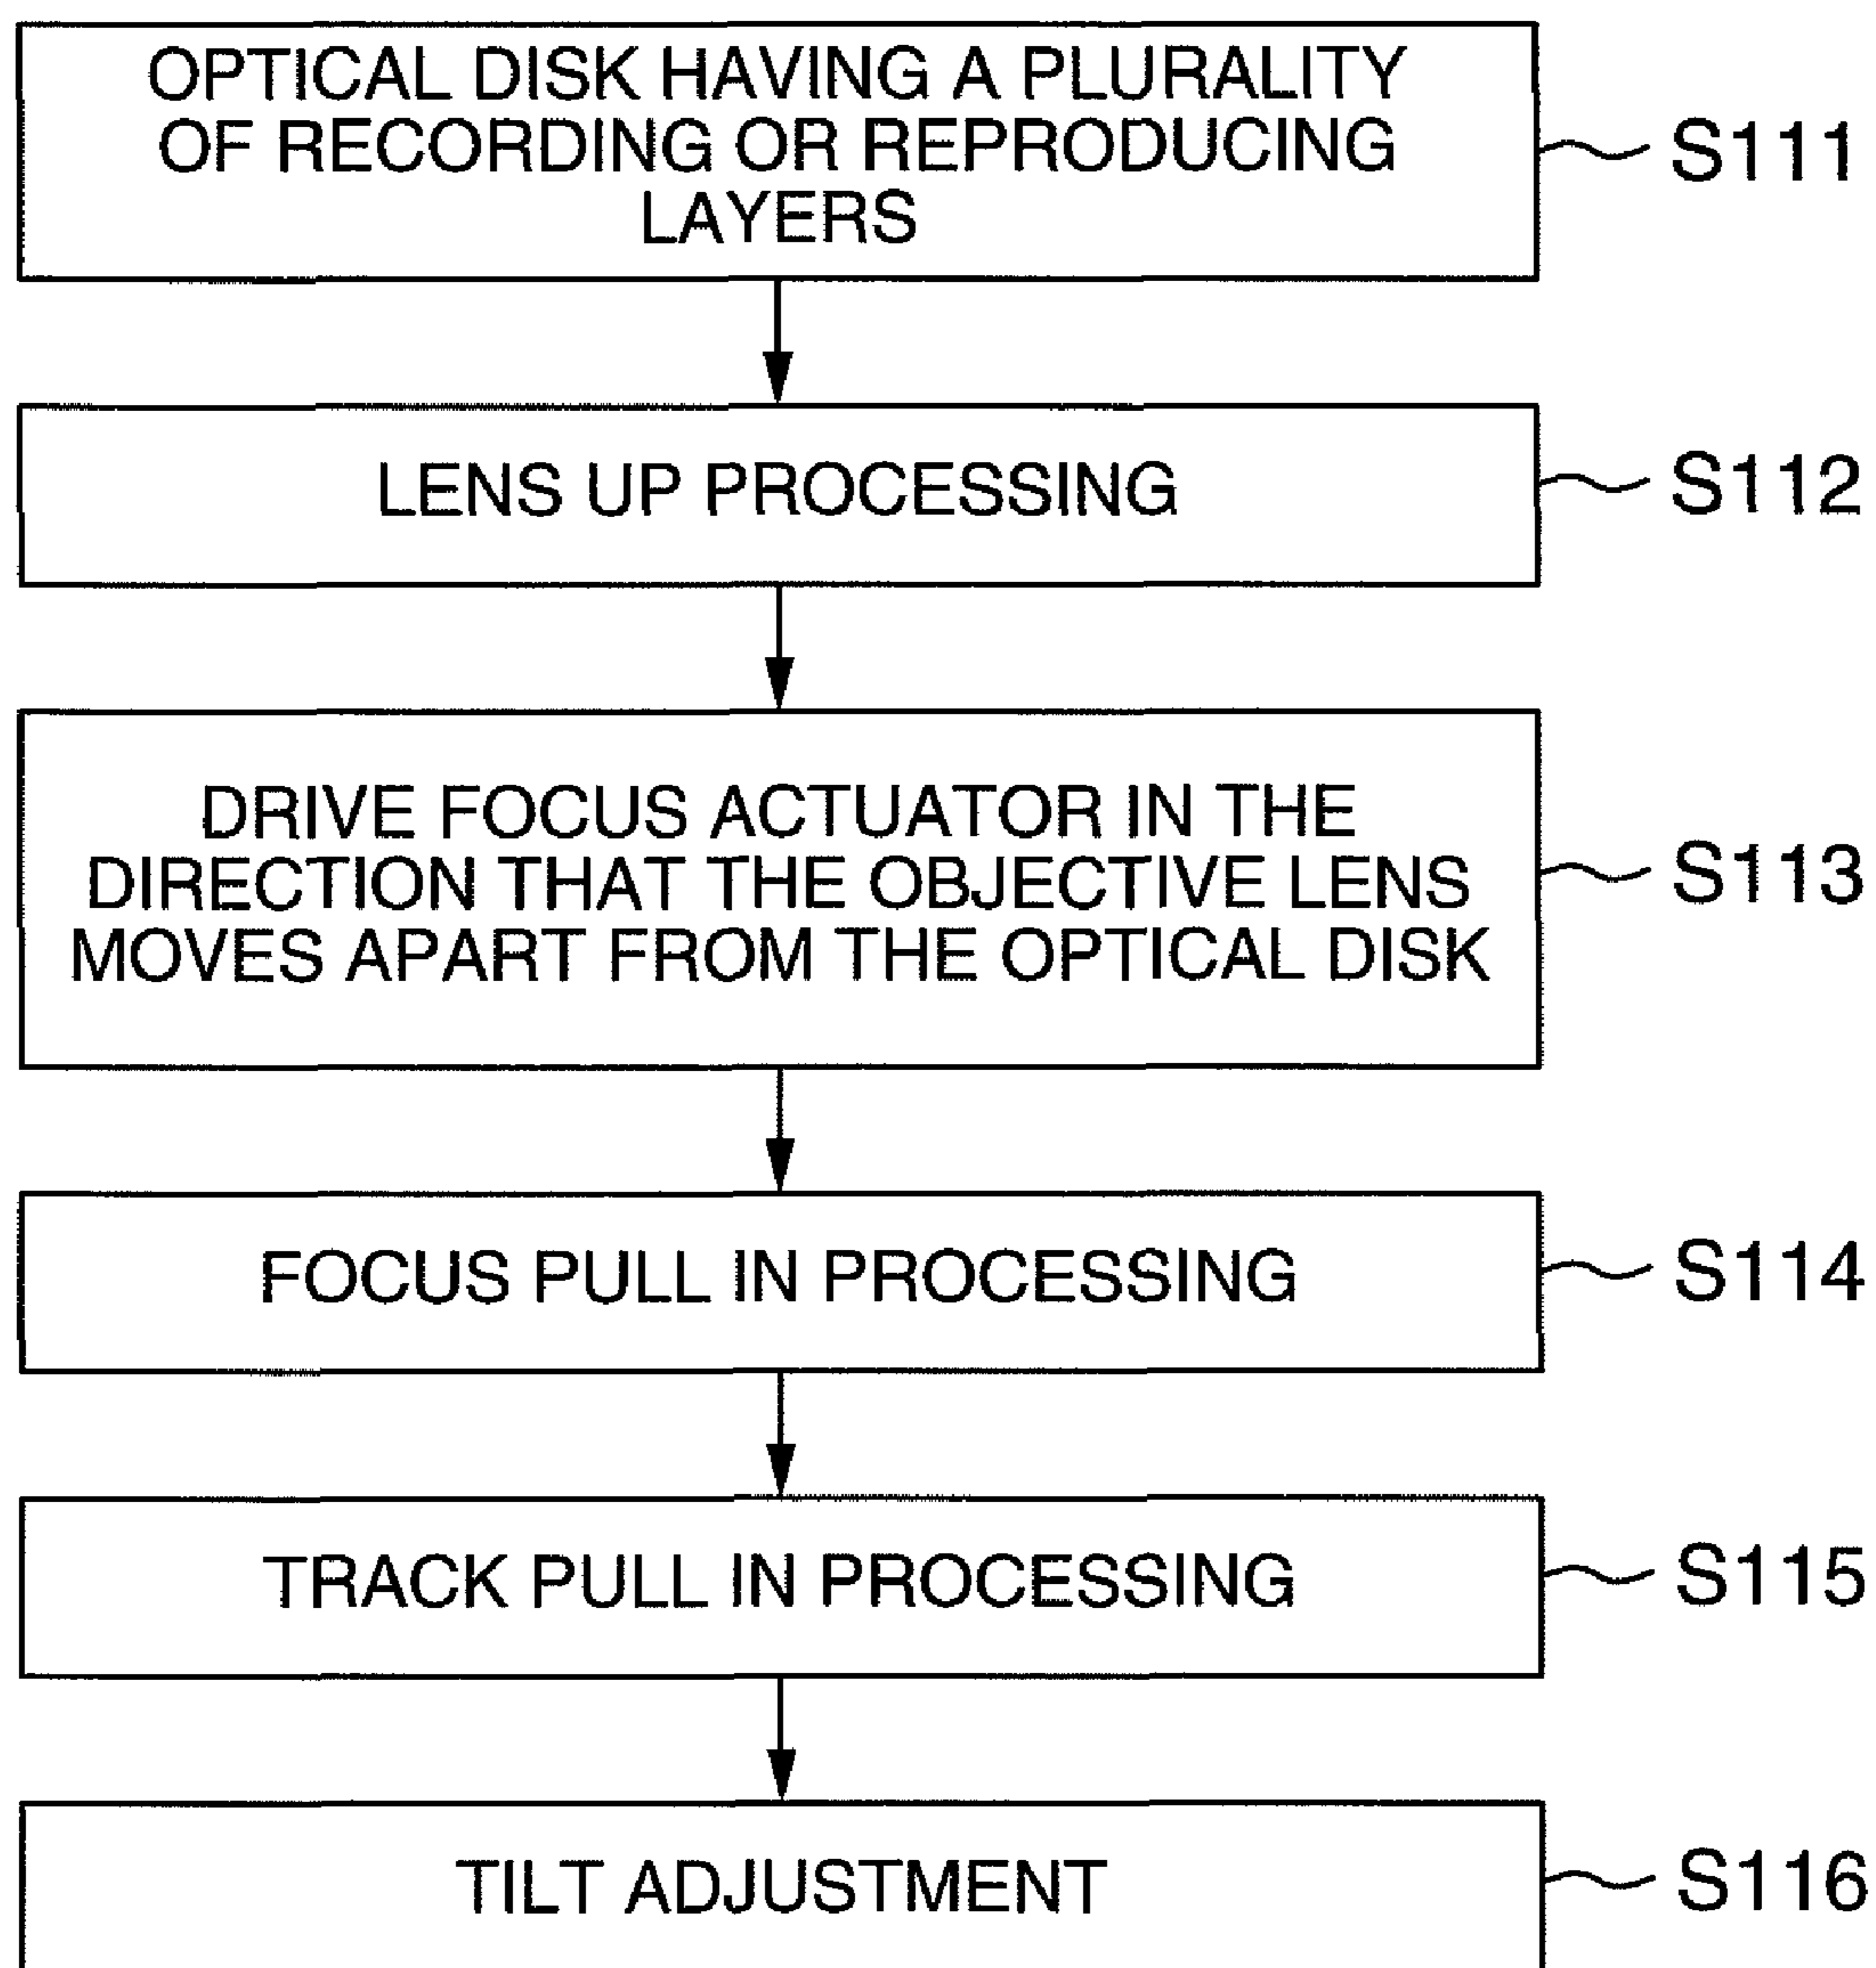 OPTICAL DISK HAVING A PLURALITY
OF RECORDING OR REPRODUCING
LAYERS
S111
LENS UP PROCESSING
S112
DRIVE FOCUS ACTUATOR IN THE
DIRECTION THAT THE OBJECTIVE LENS
MOVES APART FROM THE OPTICAL DISK
S113
FOCUS PULL IN PROCESSING
S114
TRACK PULL IN PROCESSING
S115
TILT ADJUSTMENT
S116